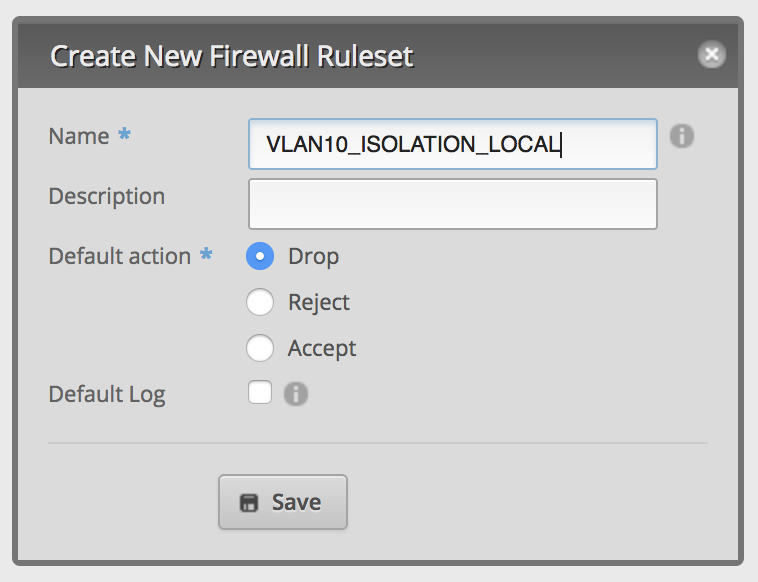 Create New Firewall Ruleset
Name *
VLAN10_ISOLATION_LOCAL
Description
Default action *
Drop
Reject
Accept
Default Log
Save